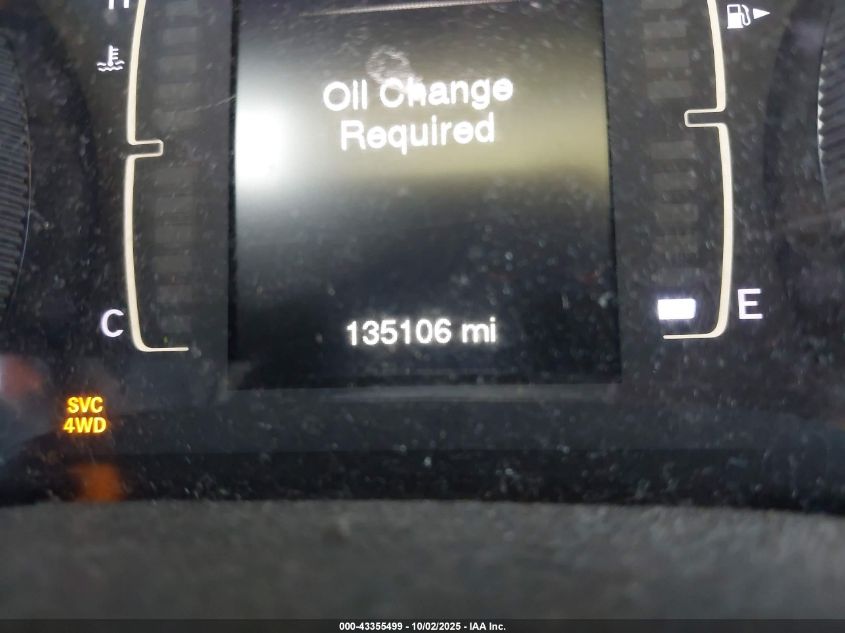 H
Oil Change
Required
C
E
135106 mi
SVC
4WD
000-43355499 - 10/02/2025 - IAA Inc.